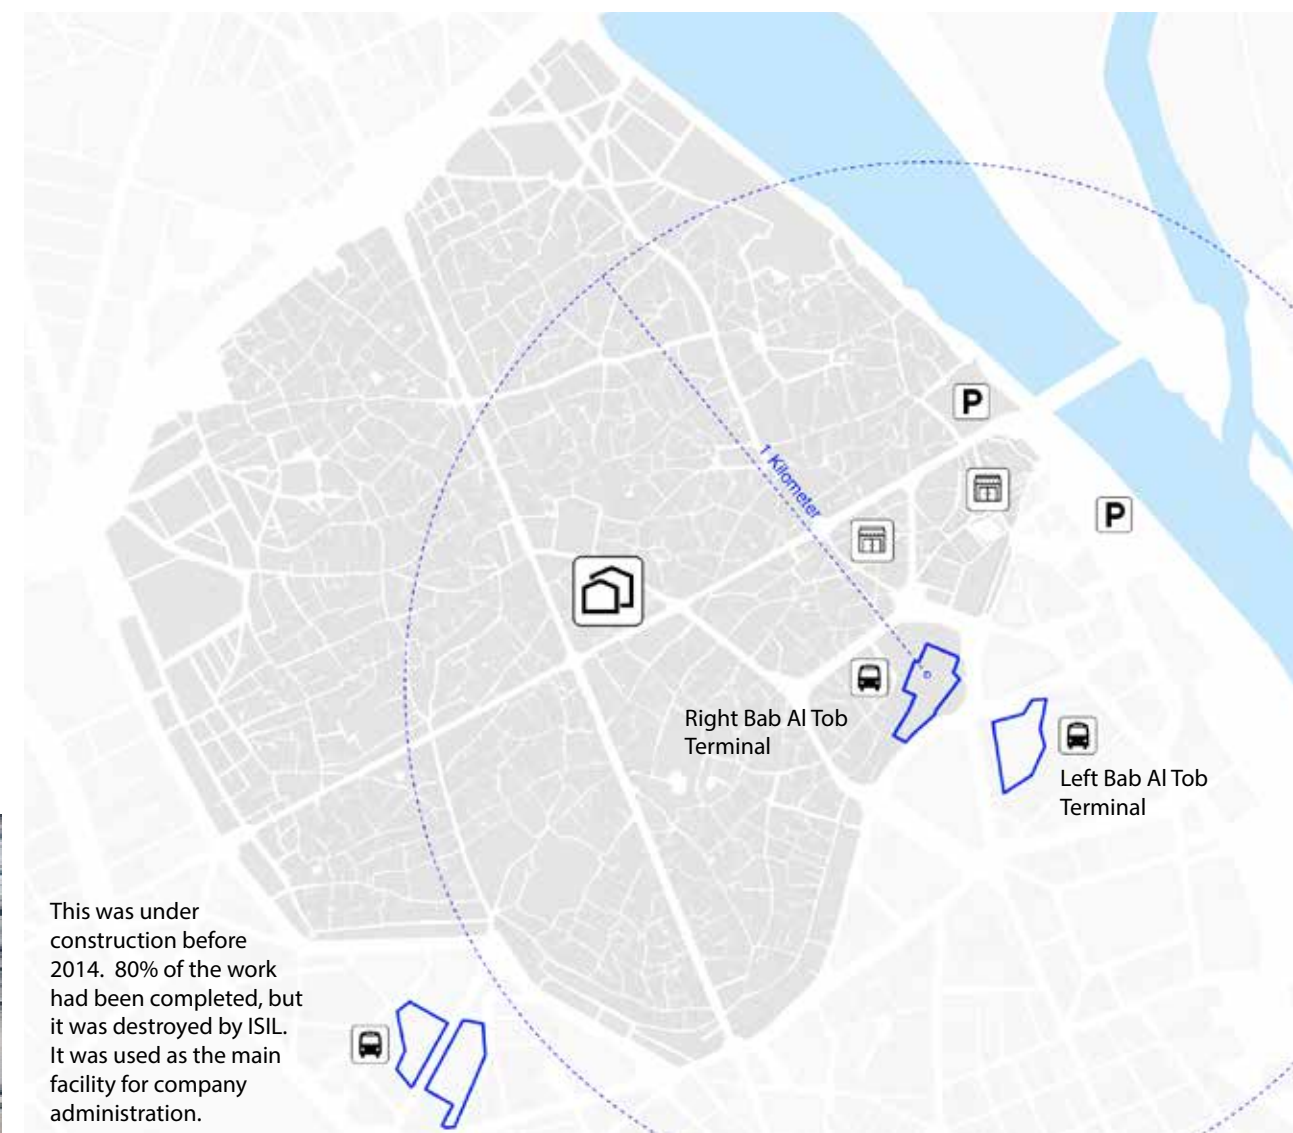 P
1 Kilometer
P
Right Bab Al Tob
Terminal
Left Bab Al Tob
Terminal
This was under
construction before
2014.  80% of the work
had been completed, but
it was destroyed by ISIL.
It was used as the main
facility for company
administration.